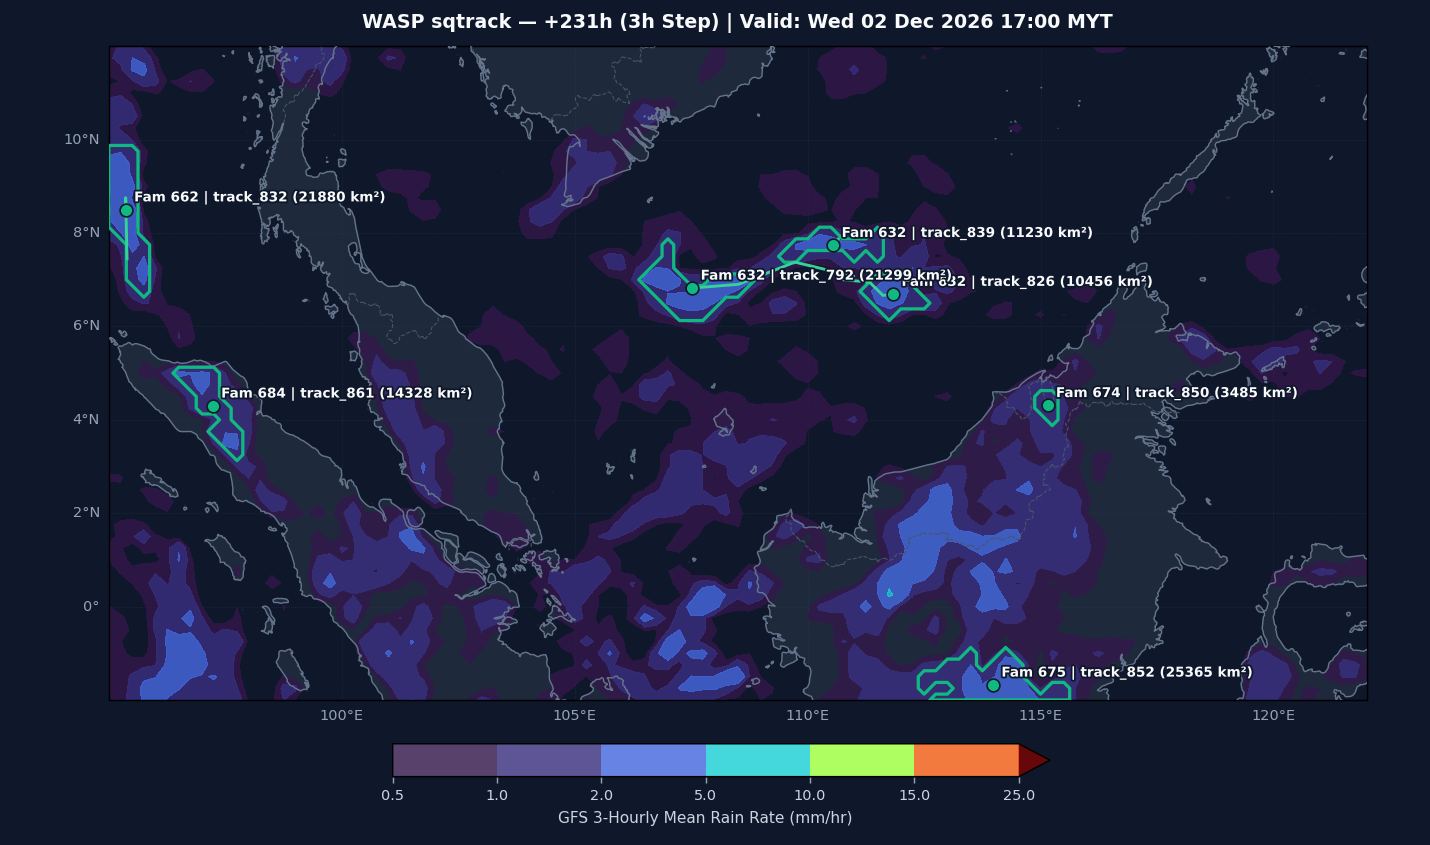 WASP sqtrack — +231h (3h Step) | Valid: Wed 02 Dec 2026 17:00 MYT
10°N
Fam 662 | track_832 (21880 km²)
8°N
Fam 632 | track_839 (11230 km²)
Fam 632 | track_792 (21299 km²)
Fam 632 | track_826 (10456 km²)
6°N
Fam 684 | track_861 (14328 km²)
Fam 674 | track_850 (3485 km²)
4°N
2°N
0°
Fam 675 | track_852 (25365 km²)
100°E 105°E 110°E 115°E 120°E
0.5 1.0 2.0 5.0 10.0 15.0 25.0
GFS 3-Hourly Mean Rain Rate (mm/hr)